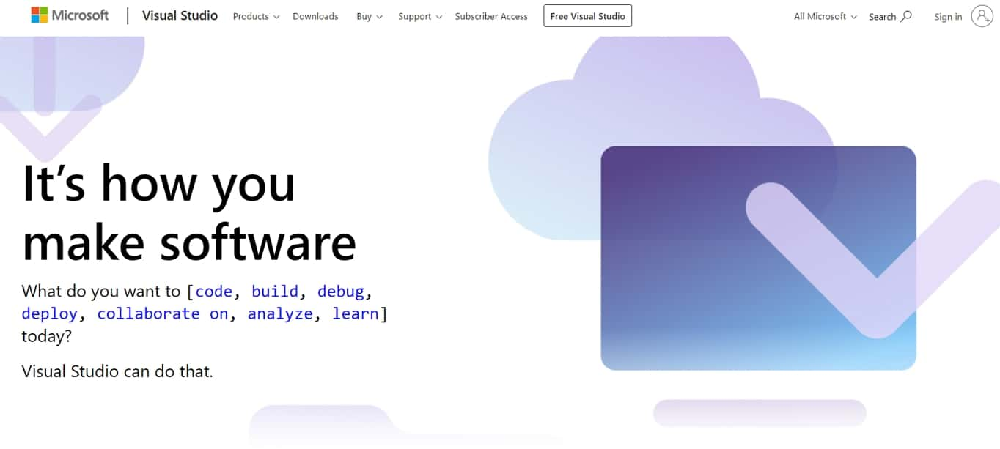 Microsoft Visual Studio Products Downloads Buy Support Subscriber Access Free Visual Studio All Microsoft Search Sign in
It’s how you
make software
What do you want to [code, build, debug,
deploy, collaborate on, analyze, learn]
today?
Visual Studio can do that.